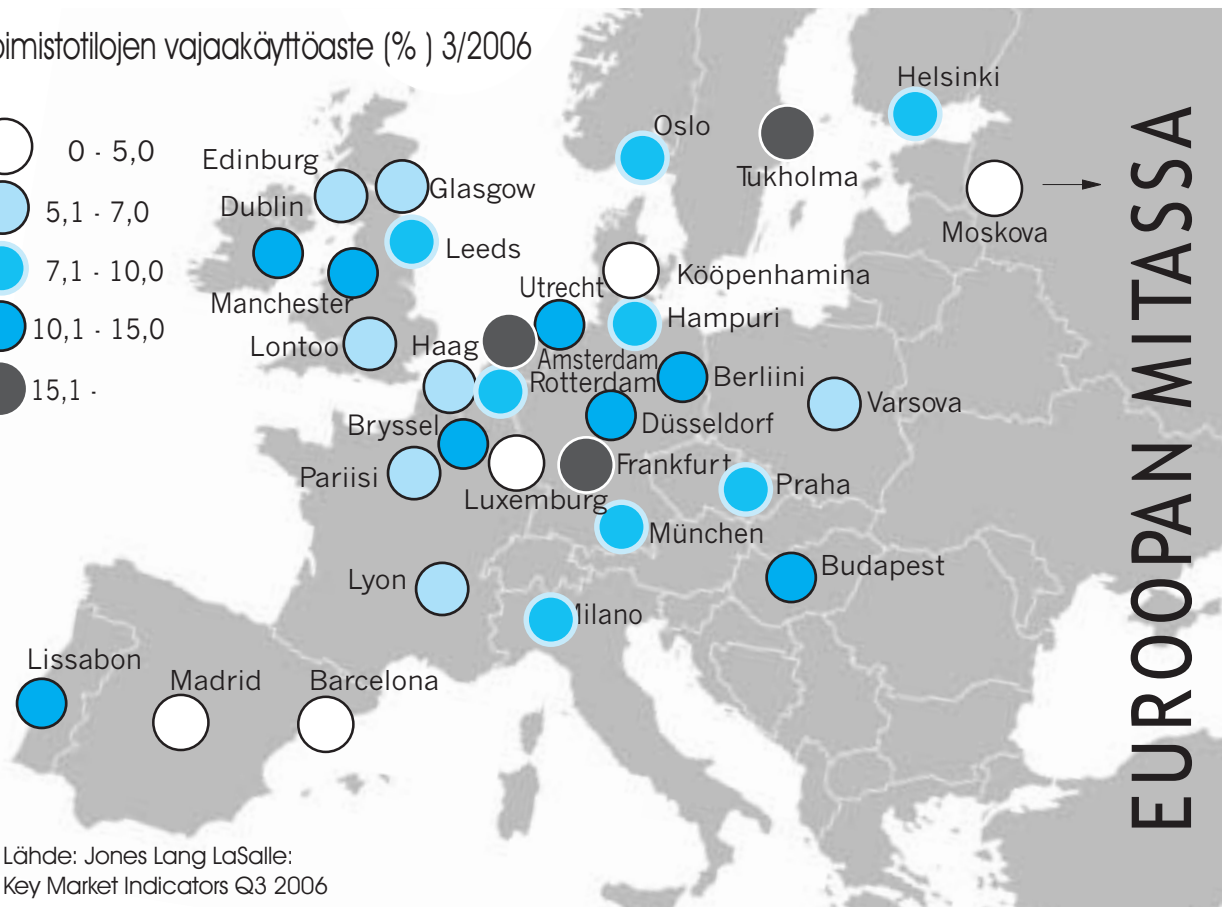 oimistotilojen vajaakäyttöaste (% ) 3/2006
0 - 5,0
5,1 - 7,0
7,1 - 10,0
10,1 - 15,0
15,1 -
Helsinki
Oslo
Tukholma
Moskova
Edinburg
Glasgow
Dublin
Leeds
Manchester
Kööpenhamina
Utrecht
Hampuri
Lontoo
Haag
Amsterdam
Rotterdam
Berliini
Varsova
Bryssel
Düsseldorf
Pariisi
Frankfurt
Luxemburg
Praha
München
Budapest
Lyon
Milano
Lissabon
Madrid
Barcelona
EUROOPAN MITASSA
Lähde: Jones Lang LaSalle:
Key Market Indicators Q3 2006